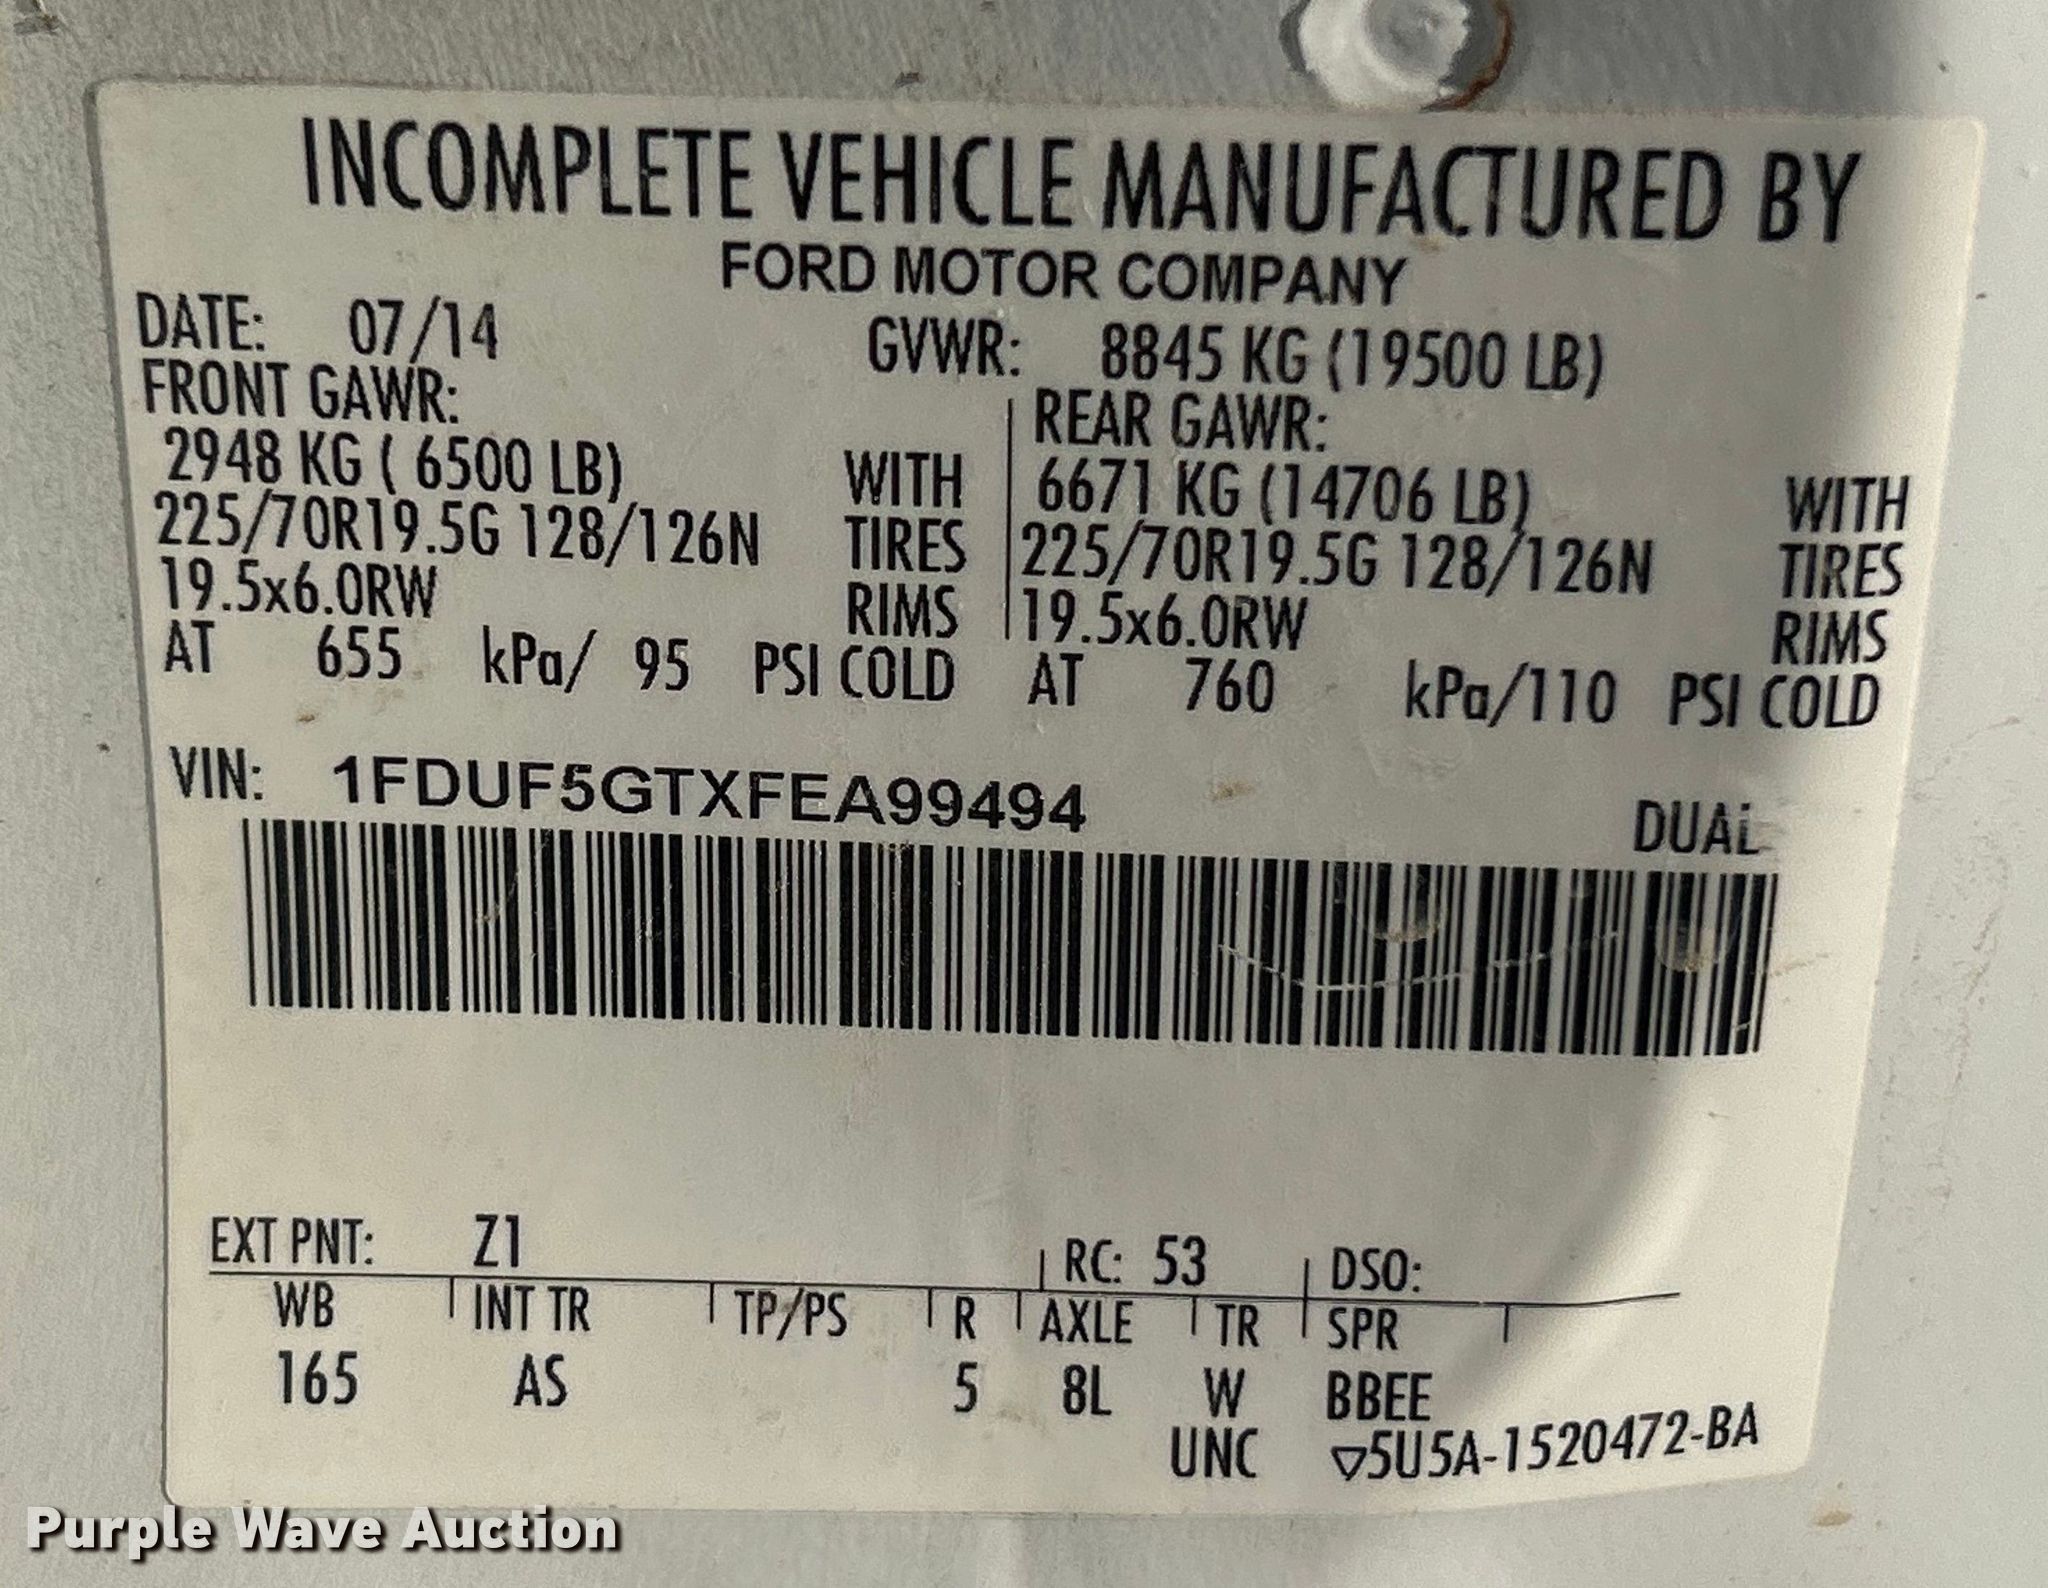 INCOMPLETE VEHICLE MANUFACTURED BY
FORD MOTOR COMPANY
DATE: 07/14 GVWR: 8845 KG (19500 LB)
FRONT GAWR: REAR GAWR:
2948 KG ( 6500 LB) WITH 6671 KG (14706 LB) WITH
225/70R19.5G 128/126N TIRES 225/70R19.5G 128/126N TIRES
19.5x6.0RW RIMS 19.5x6.0RW RIMS
AT 655 kPa/ 95 PSI COLD AT 760 kPa/110 PSI COLD
VIN: 1FDUF5GTXFEA99494
DUAL
EXT PNT: Z1 RC: 53 DSO:
WB INT TR TP/PS R AXLE TR SPR
165 AS 5 8L W BBEE
UNC ▽5U5A-1520472-BA
Purple Wave Auction